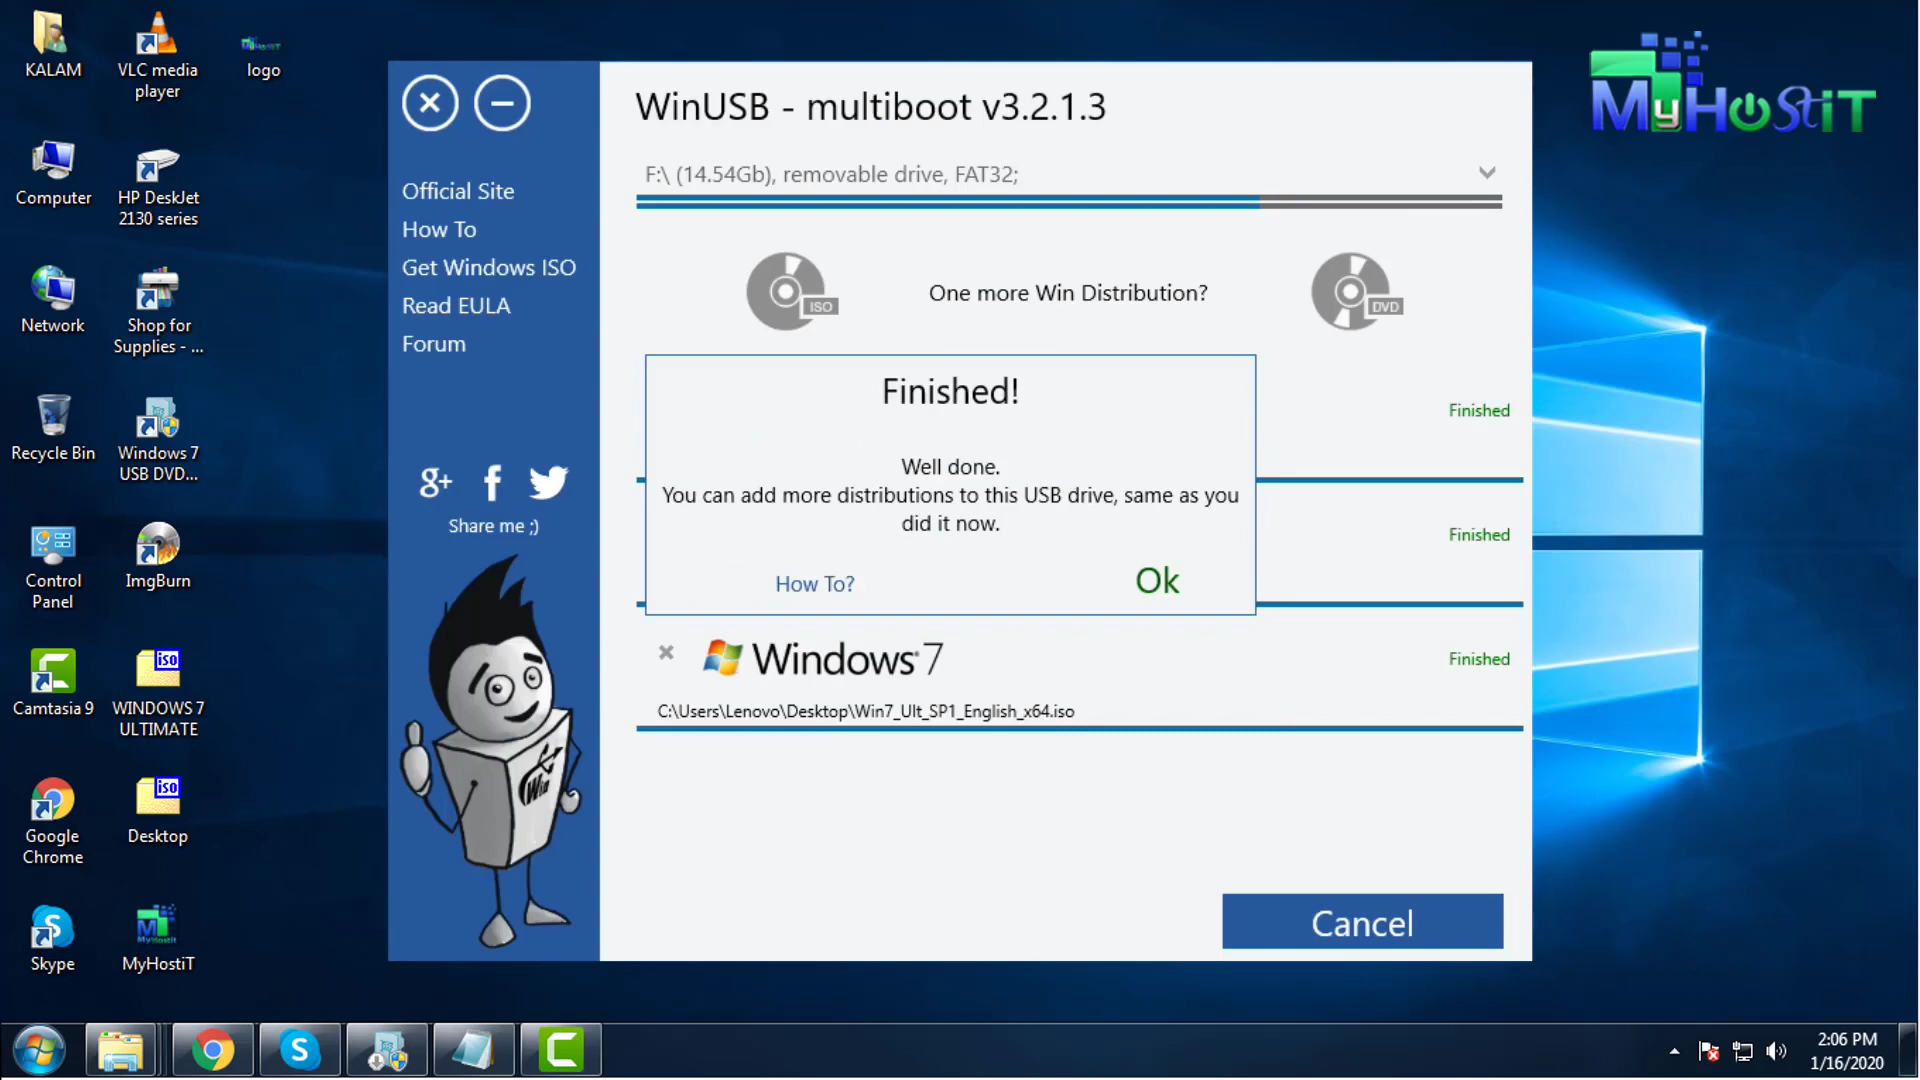 KALAM
VLC media
player
logo
Computer
HP DeskJet
2130 series
Network
Shop for
Supplies - ...
Recycle Bin
Windows 7
USB DVD...
Control
Panel
ImgBurn
Camtasia 9
iso
WINDOWS 7
ULTIMATE
Google
Chrome
iso
Desktop
Skype
MyHostiT
Official Site
How To
Get Windows ISO
Read EULA
Forum
g+
Share me ;)
Win
WinUSB - multiboot v3.2.1.3
F:\ (14.54Gb), removable drive, FAT32;
ISO
One more Win Distribution?
DVD
Finished!
Well done.
You can add more distributions to this USB drive, same as you
did it now.
How To?
Ok
Finished
Finished
Windows 7
Finished
C:\Users\Lenovo\Desktop\Win7_Ult_SP1_English_x64.iso
Cancel
MyHOStiT
2:06 PM
1/16/2020